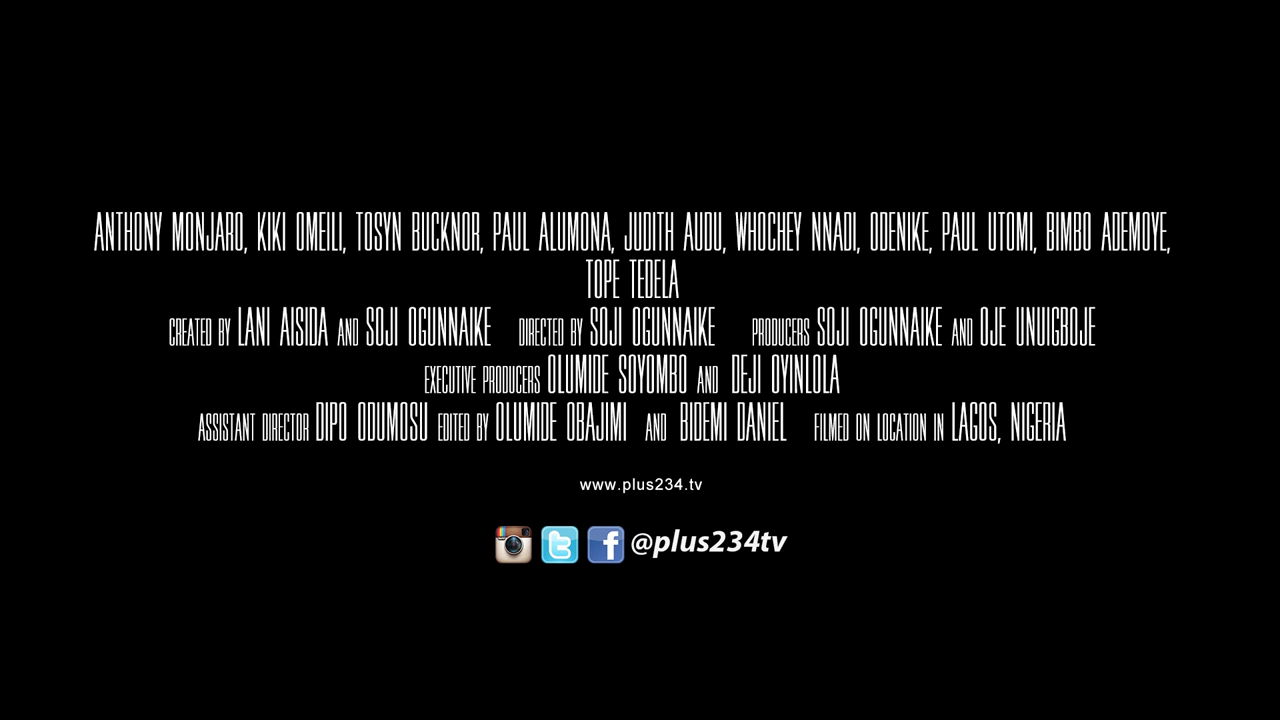 ANTHONY MONJARO, KIKI OMEILI, TOSYN BUCKNOR, PAUL ALUMONA, JUDITH AUDU, WHOCHEY NNADI, ODENIKE, PAUL UTOMI, BIMBO ADEMOYE,
TOPE TEDELA
CREATED BY LANI AISIDA AND SOJI OGUNNAIKE DIRECTED BY SOJI OGUNNAIKE PRODUCERS SOJI OGUNNAIKE AND OJE UNUIGBOJE
EXECUTIVE PRODUCERS OLUMIDE SOYOMBO AND DEJI OYINLOLA
ASSISTANT DIRECTOR DIPO ODUMOSU EDITED BY OLUMIDE OBAJIMI AND BIDEMI DANIEL FILMED ON LOCATION IN LAGOS, NIGERIA
www.plus234.tv
@plus234tv